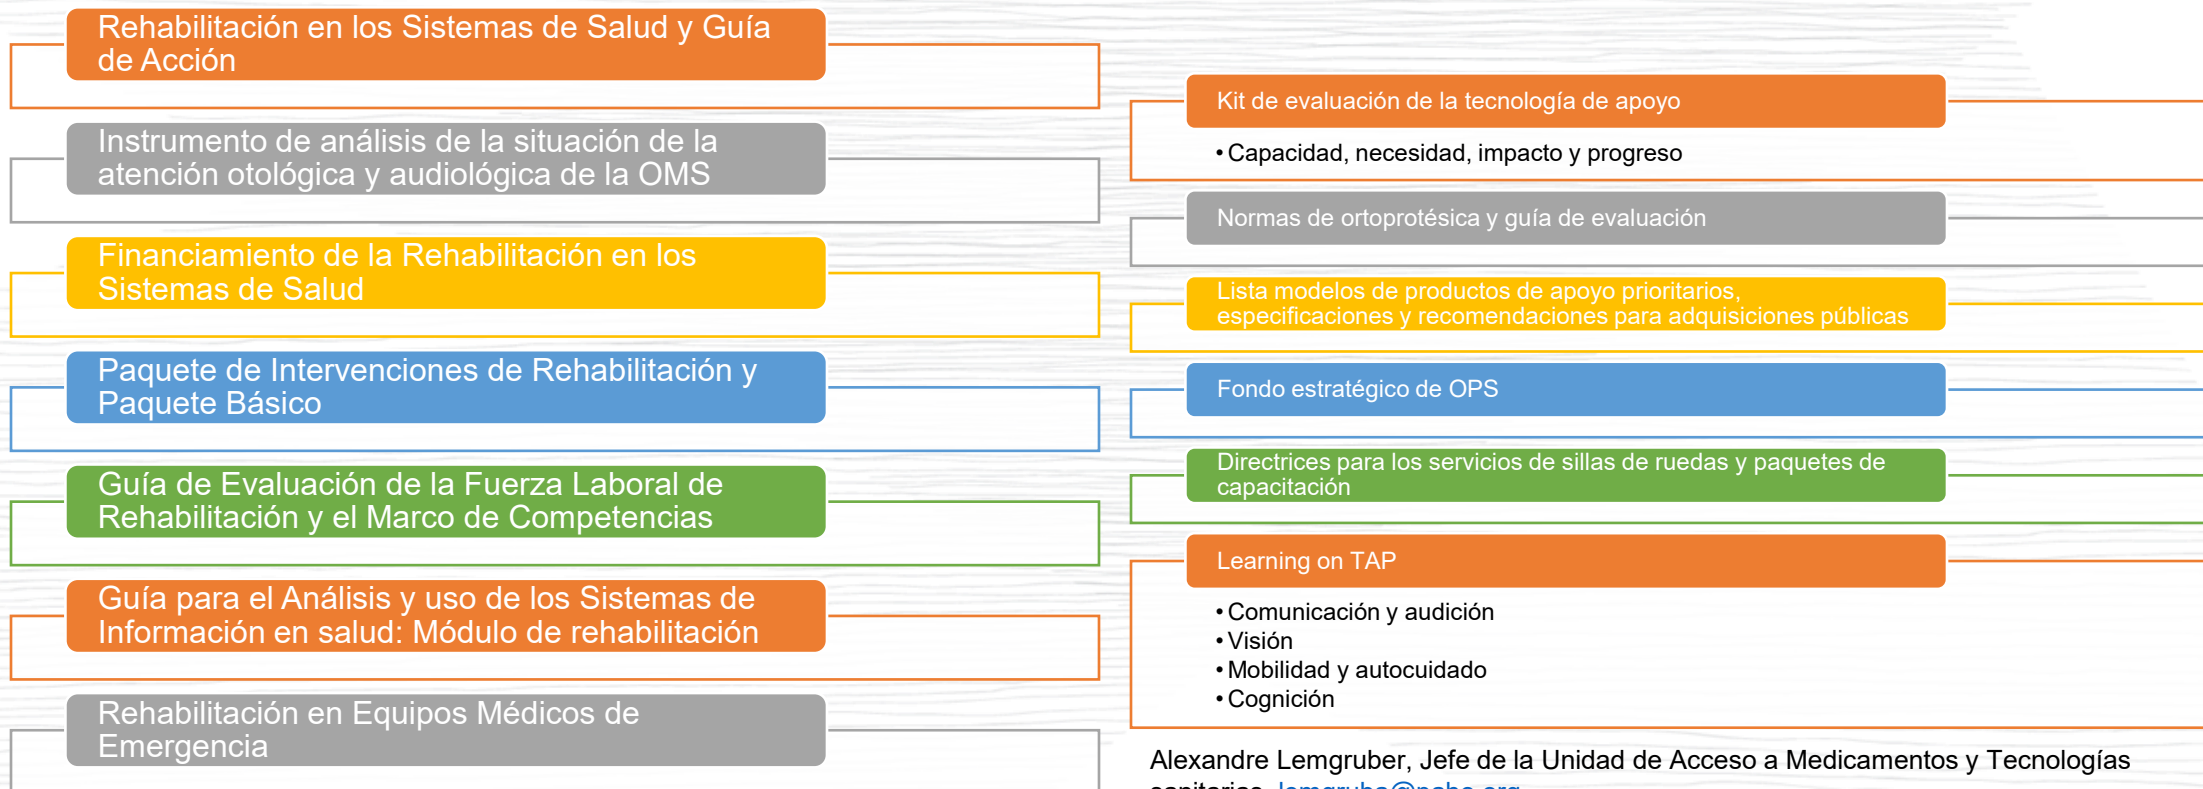 Rehabilitación en los Sistemas de Salud y Guía
de Acción
Instrumento de análisis de la situación de la
atención otológica y audiológica de la OMS
Financiamiento de la Rehabilitación en los
Sistemas de Salud
Paquete de Intervenciones de Rehabilitación y
Paquete Básico
Guía de Evaluación de la Fuerza Laboral de
Rehabilitación y el Marco de Competencias
Guía para el Análisis y uso de los Sistemas de
Información en salud: Módulo de rehabilitación
Rehabilitación en Equipos Médicos de
Emergencia
Kit de evaluación de la tecnología de apoyo
• Capacidad, necesidad, impacto y progreso
Normas de ortoprotésica y guía de evaluación
Lista modelos de productos de apoyo prioritarios,
especificaciones y recomendaciones para adquisiciones públicas
Fondo estratégico de OPS
Directrices para los servicios de sillas de ruedas y paquetes de
capacitación
Learning on TAP
• Comunicación y audición
• Visión
• Mobilidad y autocuidado
• Cognición
Alexandre Lemgruber, Jefe de la Unidad de Acceso a Medicamentos y Tecnologías
sanitarias, lemgruba@paho.org